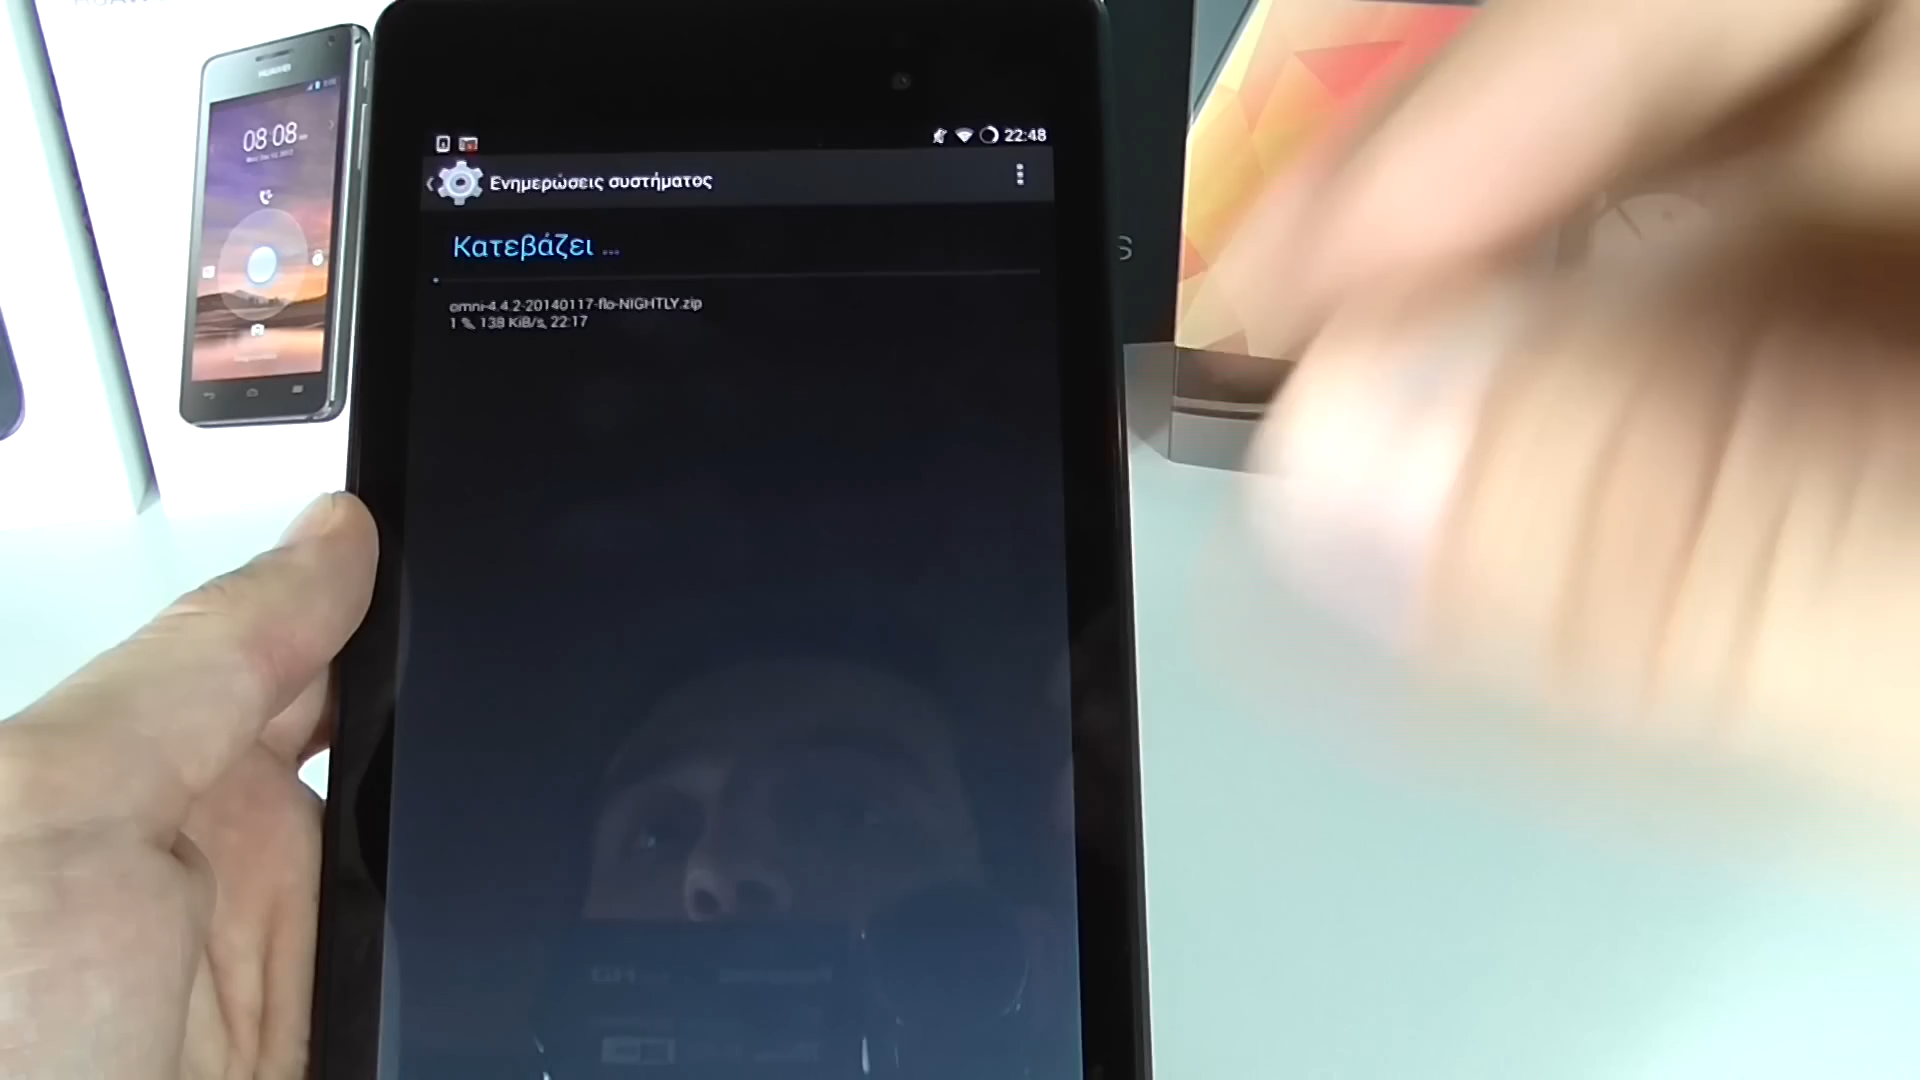 HUAWEI
08:08
22:48
Ενημερώσεις συστήματος
Κατεβάζει ...
omni-4.4.2-20140117-flo-NIGHTLY.zip
1 % 138 KiB/s, 22:17
S